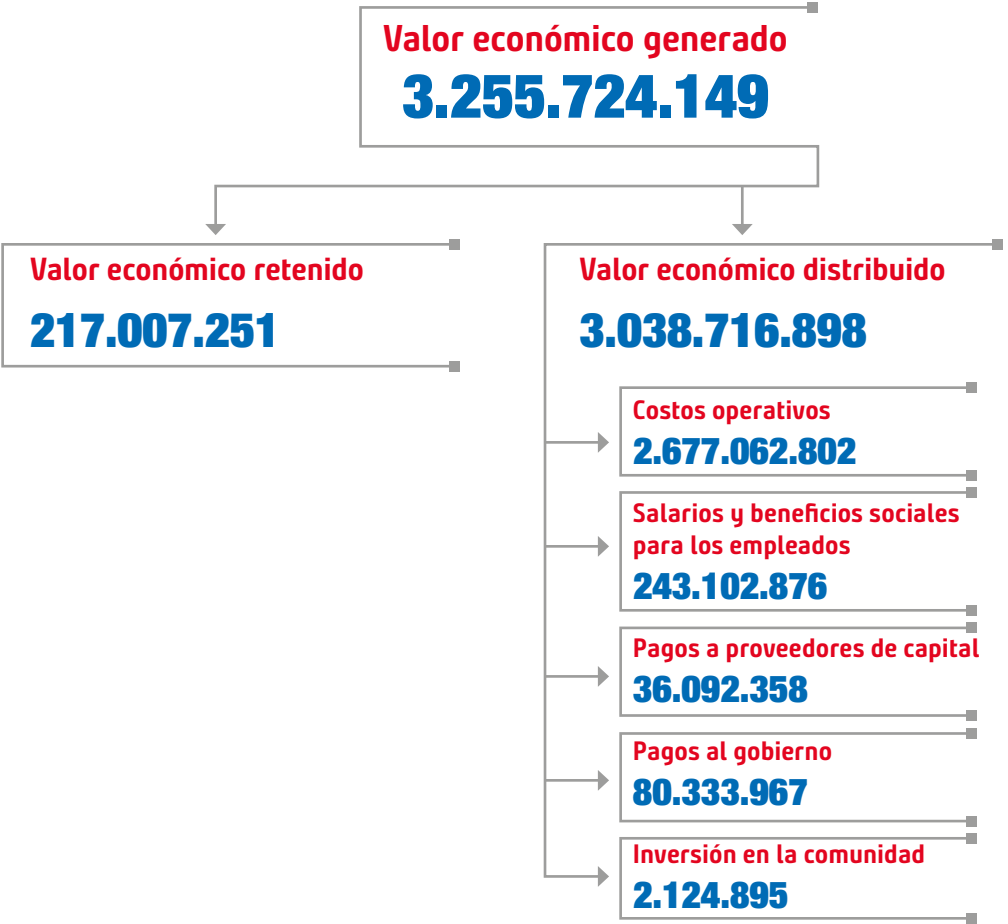 Valor económico generado
3.255.724.149
Valor económico retenido
217.007.251
Valor económico distribuido
3.038.716.898
Costos operativos
2.677.062.802
Salarios y beneficios sociales
para los empleados
243.102.876
Pagos a proveedores de capital
36.092.358
Pagos al gobierno
80.333.967
Inversión en la comunidad
2.124.895